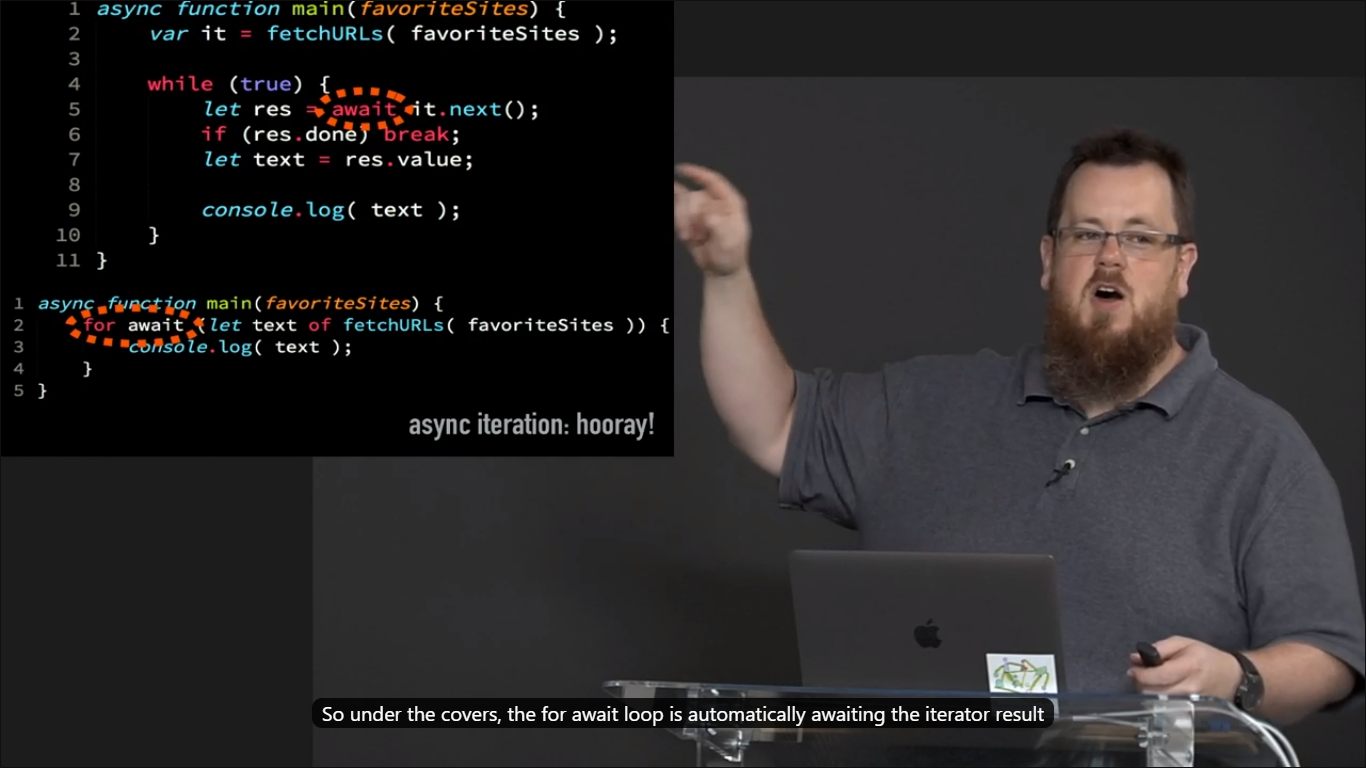 1 async function main(favoriteSites) {
2 var it = fetchURLs( favoriteSites );
3
4 while (true) {
5 let res = await it.next();
6 if (res.done) break;
7 let text = res.value;
8
9 console.log( text );
10 }
11 }
1 async function main(favoriteSites) {
2 for await (let text of fetchURLs( favoriteSites )) {
3 console.log( text );
4 }
5 }
async iteration: hooray!
So under the covers, the for await loop is automatically awaiting the iterator result